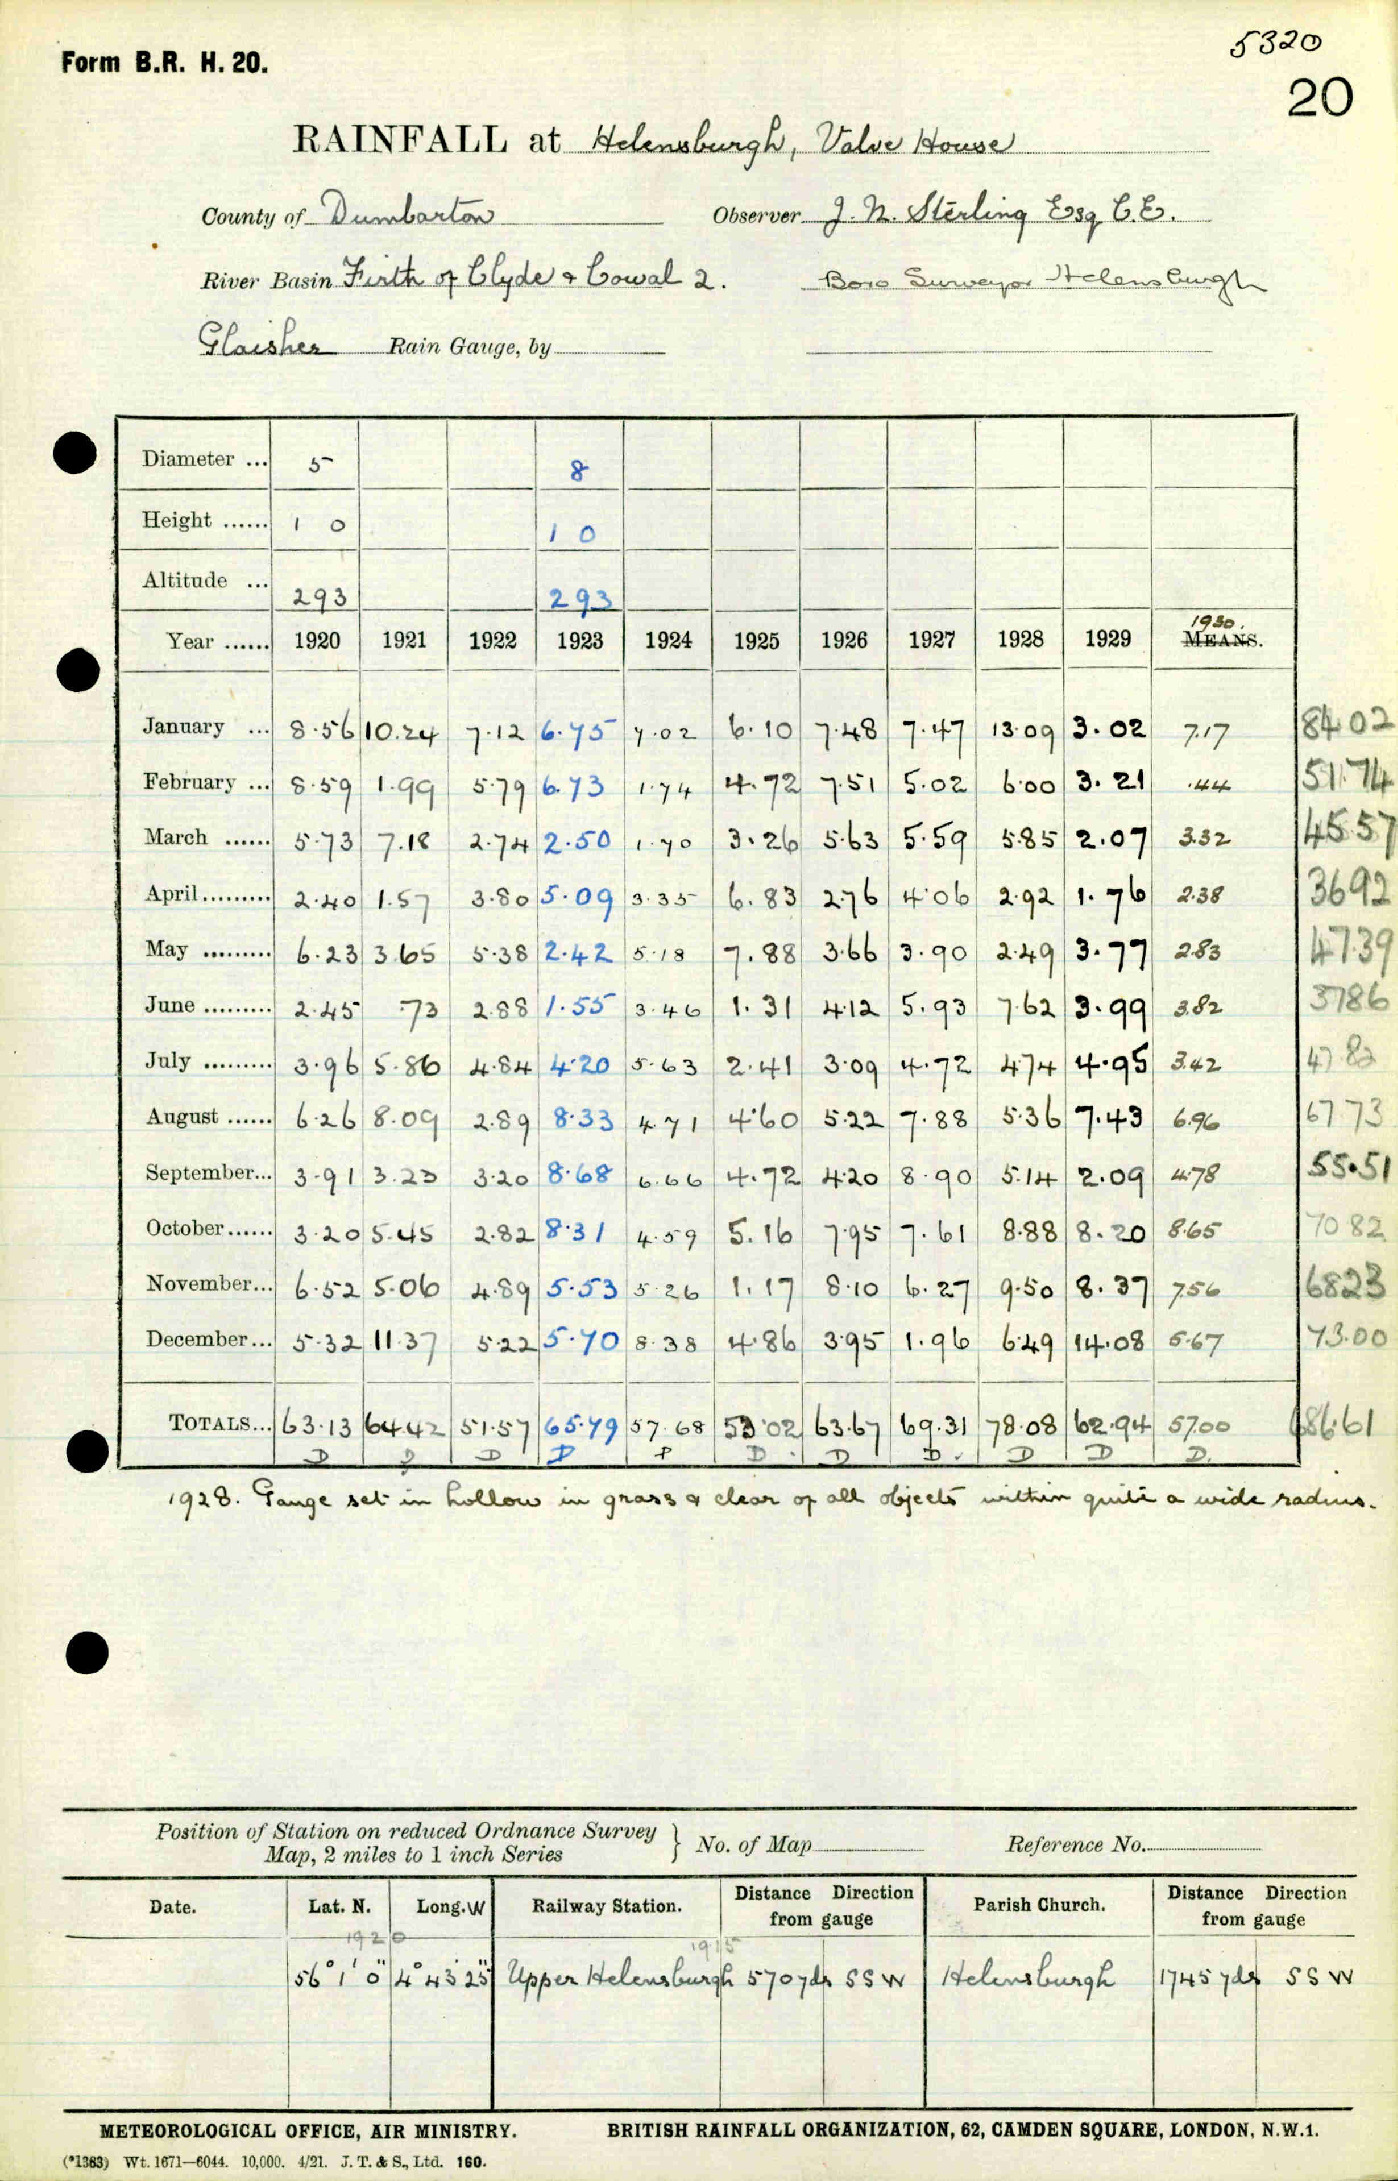 5320
Form B.R. H. 20.
20
RAINFALL at Helensburgh, Valve House
County of Dumbarton Observer J. N. Sterling Esq C.E.
River Basin Firth of Clyde & Cowal 2. Boro Surveyor Helensburgh
Glaisher Rain Gauge, by
Diameter ... 5 8
Height ...... 1 0 1 0
Altitude ... 293 293
1930.
Year ...... 1920 1921 1922 1923 1924 1925 1926 1927 1928 1929 MEANS.
January ... 8.56 10.24 7.12 6.75 7.02 6.10 7.48 7.47 13.09 3.02 7.17 84.02
February ... 8.59 1.99 5.79 6.73 1.74 4.72 7.51 5.02 6.00 3.21 .44 51.74
March ...... 5.73 7.18 2.74 2.50 1.70 3.26 5.63 5.59 5.85 2.07 3.32 45.57
April ......... 2.40 1.57 3.80 5.09 3.35 6.83 2.76 4.06 2.92 1.76 2.38 36.92
May ......... 6.23 3.65 5.38 2.42 5.18 7.88 3.66 3.90 2.49 3.77 2.83 47.39
June ......... 2.45 .73 2.88 1.55 3.46 1.31 4.12 5.93 7.62 3.99 3.82 37.86
July ......... 3.96 5.86 4.84 4.20 5.63 2.41 3.09 4.72 4.74 4.95 3.42 47.82
August ...... 6.26 8.09 2.89 8.33 4.71 4.60 5.22 7.88 5.36 7.43 6.96 67.73
September... 3.91 3.23 3.20 8.68 6.66 4.72 4.20 8.90 5.14 2.09 4.78 55.51
October...... 3.20 5.45 2.82 8.31 4.59 5.16 7.95 7.61 8.88 8.20 8.65 70.82
November... 6.52 5.06 4.89 5.53 5.26 1.17 8.10 6.27 9.50 8.37 7.56 68.23
December... 5.32 11.37 5.22 5.70 8.38 4.86 3.95 1.96 6.49 14.08 5.67 73.00
TOTALS... 63.13 64.42 51.57 65.79 57.68 53.02 63.67 69.31 78.08 62.94 57.00 686.61
D D D D P D D D D D D.
1928. Gauge set in hollow in grass & clear of all objects within quite a wide radius.
Position of Station on reduced Ordnance Survey
Map, 2 miles to 1 inch Series } No. of Map Reference No.
Date. Lat. N. Long. W Railway Station. Distance Direction from gauge Parish Church. Distance Direction from gauge
1920 1915
56° 1' 0" 4° 43' 25" Upper Helensburgh 570 yds S S W Helensburgh 1745 yds S S W
METEOROLOGICAL OFFICE, AIR MINISTRY. BRITISH RAINFALL ORGANIZATION, 62, CAMDEN SQUARE, LONDON, N.W.1.
(*1383) Wt. 1671—6044. 10,000. 4/21. J. T. & S., Ltd. 160.